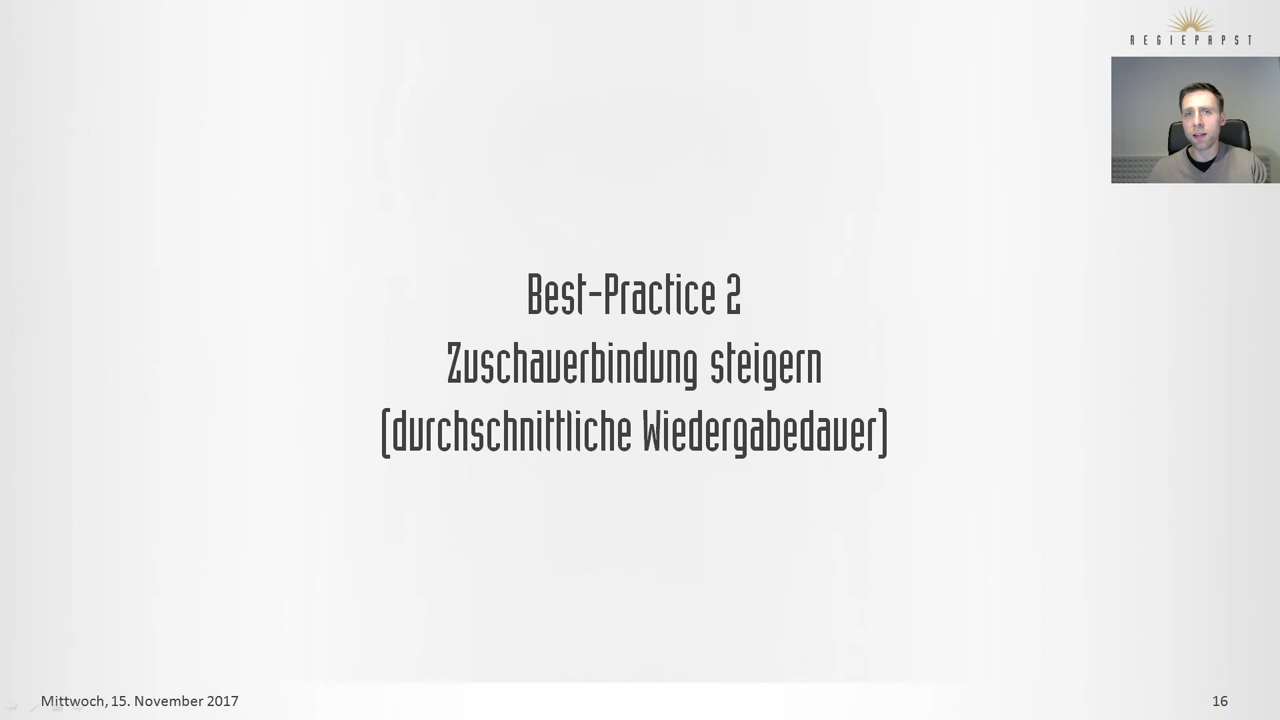 REGIEPAPST
Best-Practice 2
Zuschauerbindung steigern
(durchschnittliche Wiedergabedauer)
Mittwoch, 15. November 2017
16